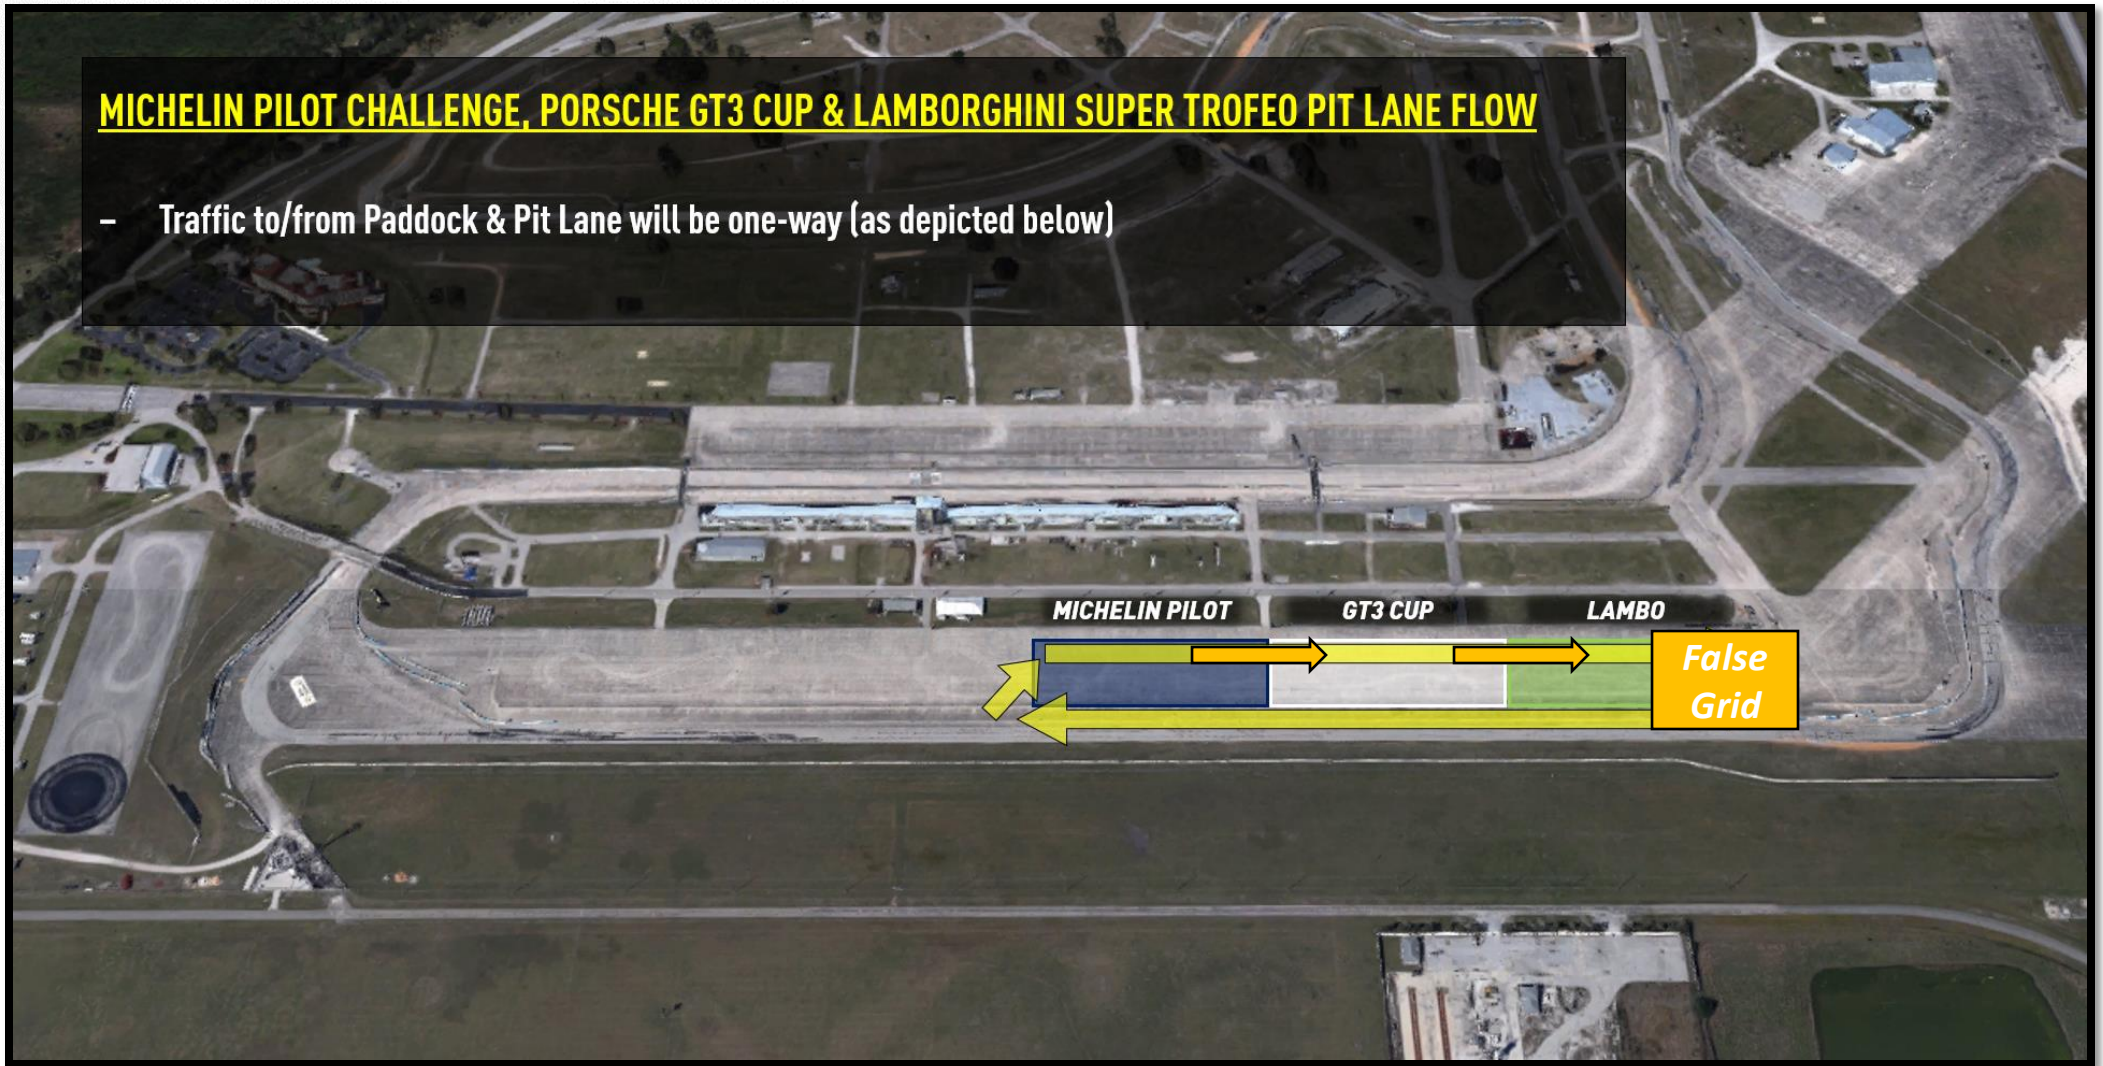 MICHELIN PILOT CHALLENGE, PORSCHE GT3 CUP & LAMBORGHINI SUPER TROFEO PIT LANE FLOW
– Traffic to/from Paddock & Pit Lane will be one-way (as depicted below)
MICHELIN PILOT GT3 CUP LAMBO
False
Grid